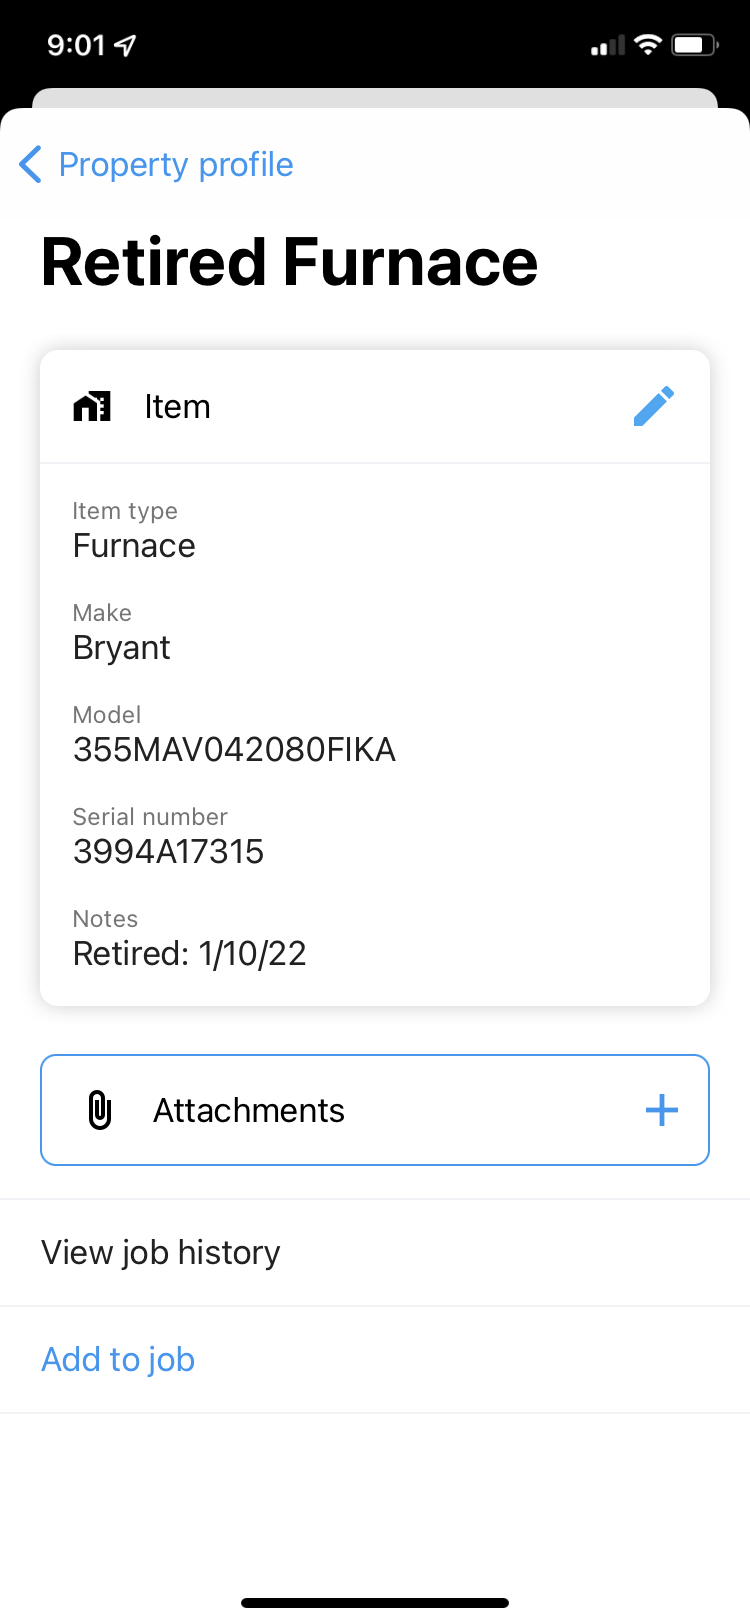 9:01
Property profile
Retired Furnace
Item
Item type
Furnace
Make
Bryant
Model
355MAV042080FIKA
Serial number
3994A17315
Notes
Retired: 1/10/22
Attachments
View job history
Add to job